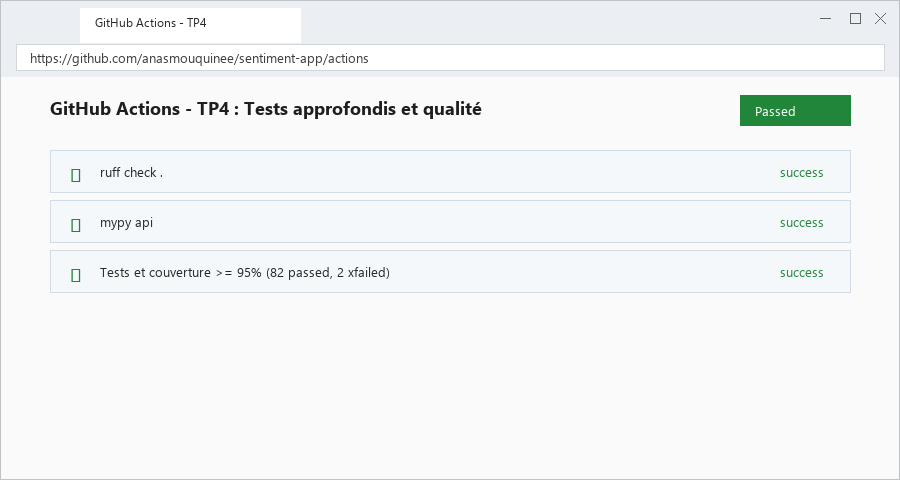 GitHub Actions - TP4
https://github.com/anasmouquinee/sentiment-app/actions
GitHub Actions - TP4 : Tests approfondis et qualité
Passed
ruff check .
success
mypy api
success
Tests et couverture >= 95% (82 passed, 2 xfailed)
success